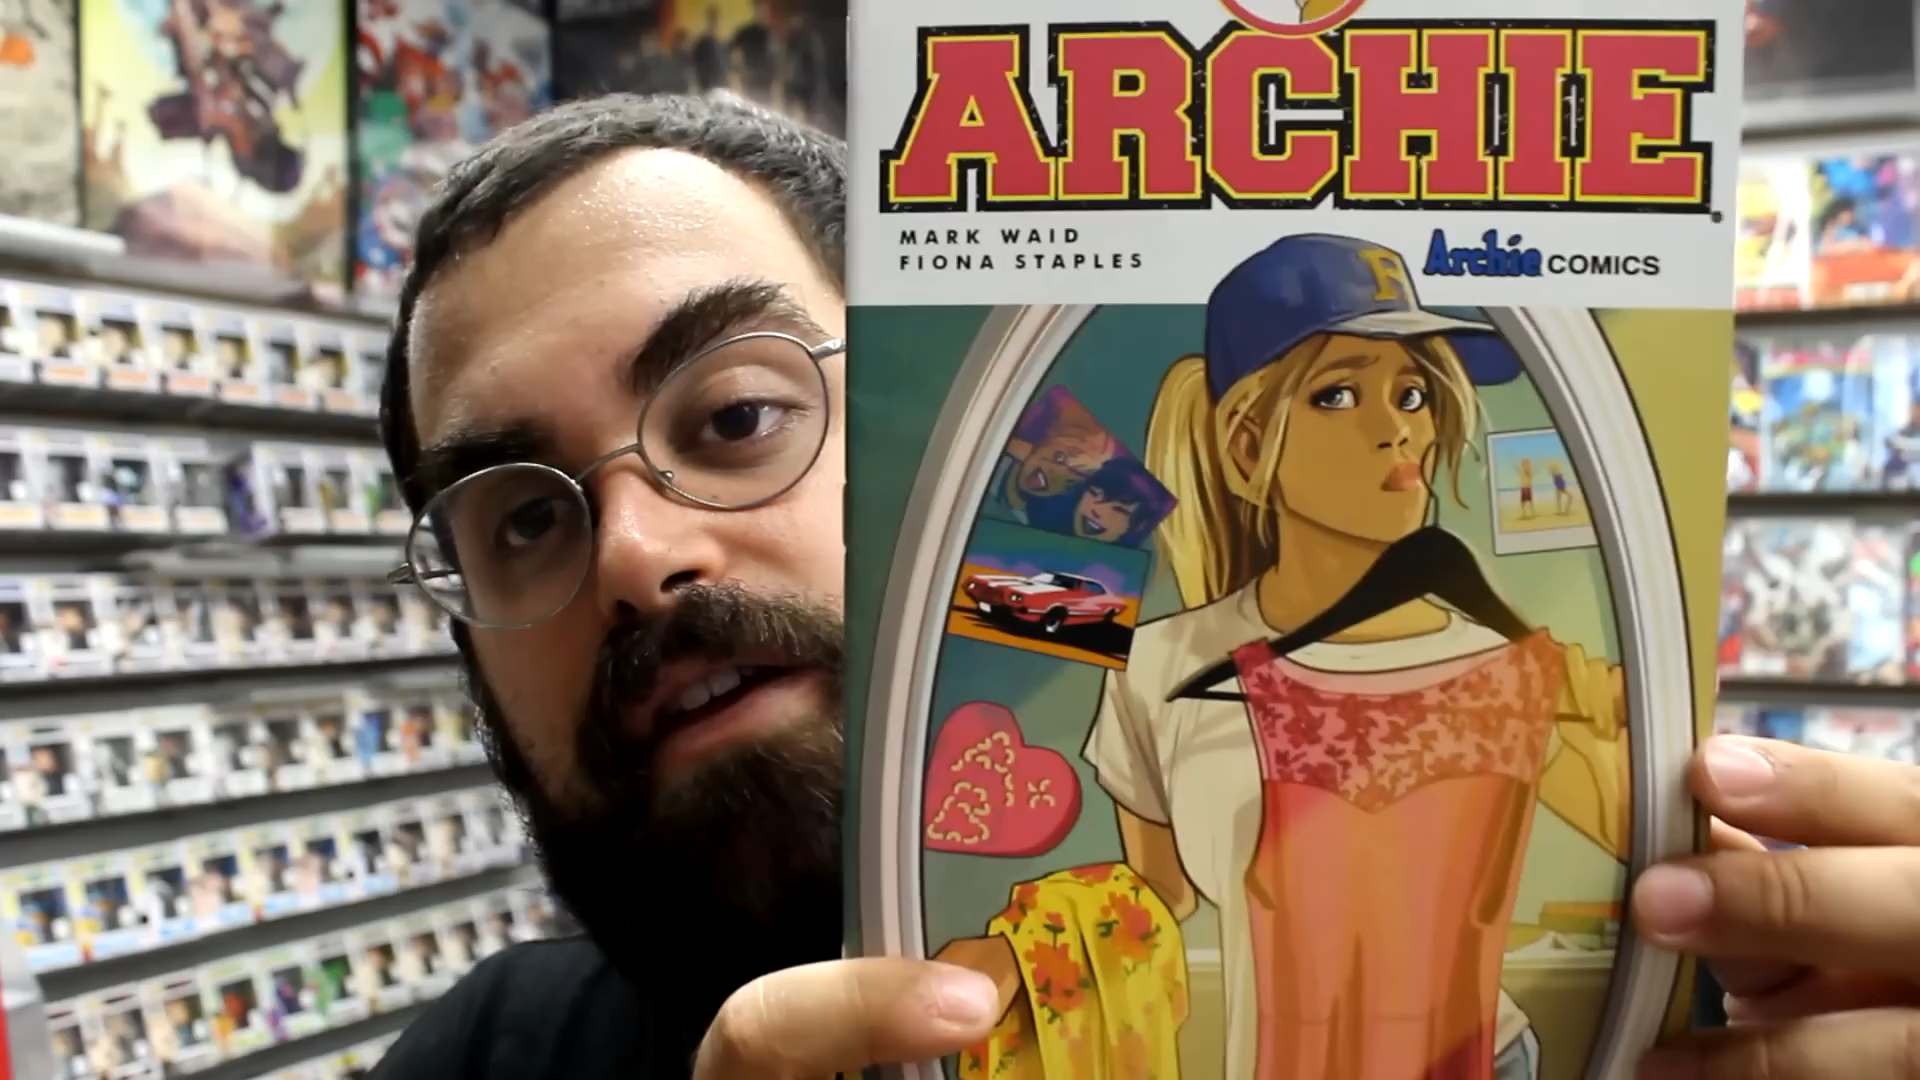 ARCHIE
MARK WAID
FIONA STAPLES
Archie COMICS
R